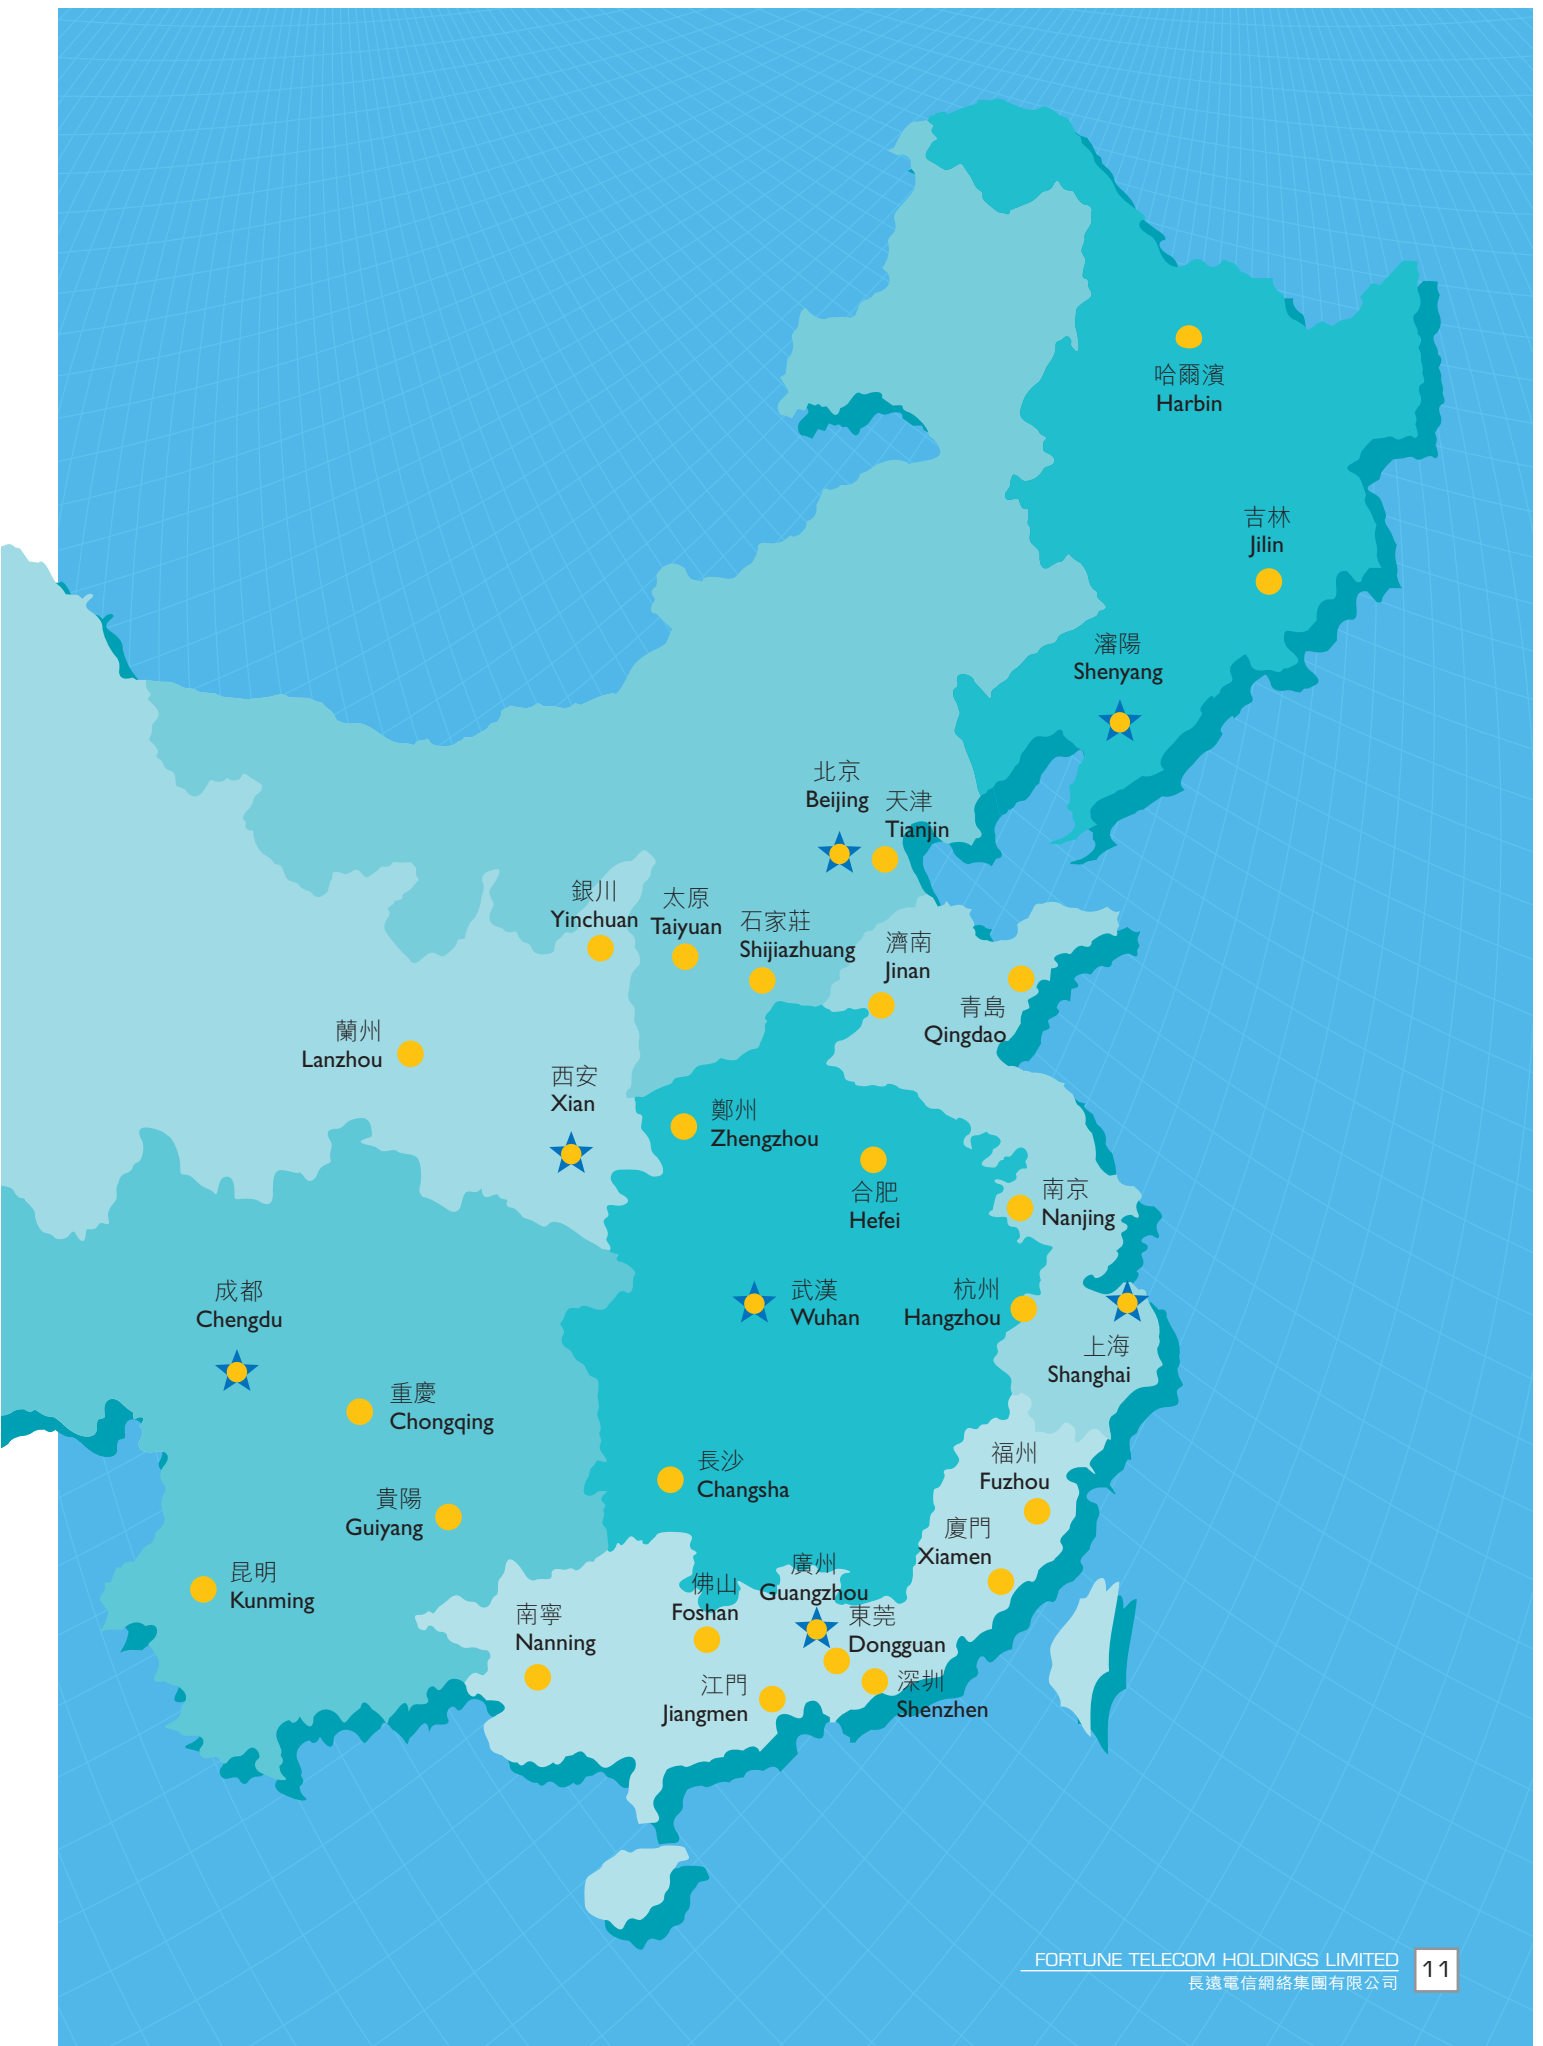 哈爾濱
Harbin
吉林
Jilin
瀋陽
Shenyang
北京
Beijing
天津
Tianjin
銀川
Yinchuan
太原
Taiyuan
石家莊
Shijiazhuang
濟南
Jinan
青島
Qingdao
蘭州
Lanzhou
西安
Xian
鄭州
Zhengzhou
合肥
Hefei
南京
Nanjing
成都
Chengdu
武漢
Wuhan
杭州
Hangzhou
上海
Shanghai
重慶
Chongqing
長沙
Changsha
福州
Fuzhou
貴陽
Guiyang
廈門
Xiamen
昆明
Kunming
佛山
Foshan
廣州
Guangzhou
南寧
Nanning
東莞
Dongguan
江門
Jiangmen
深圳
Shenzhen
FORTUNE TELECOM HOLDINGS LIMITED
長遠電信網絡集團有限公司
11